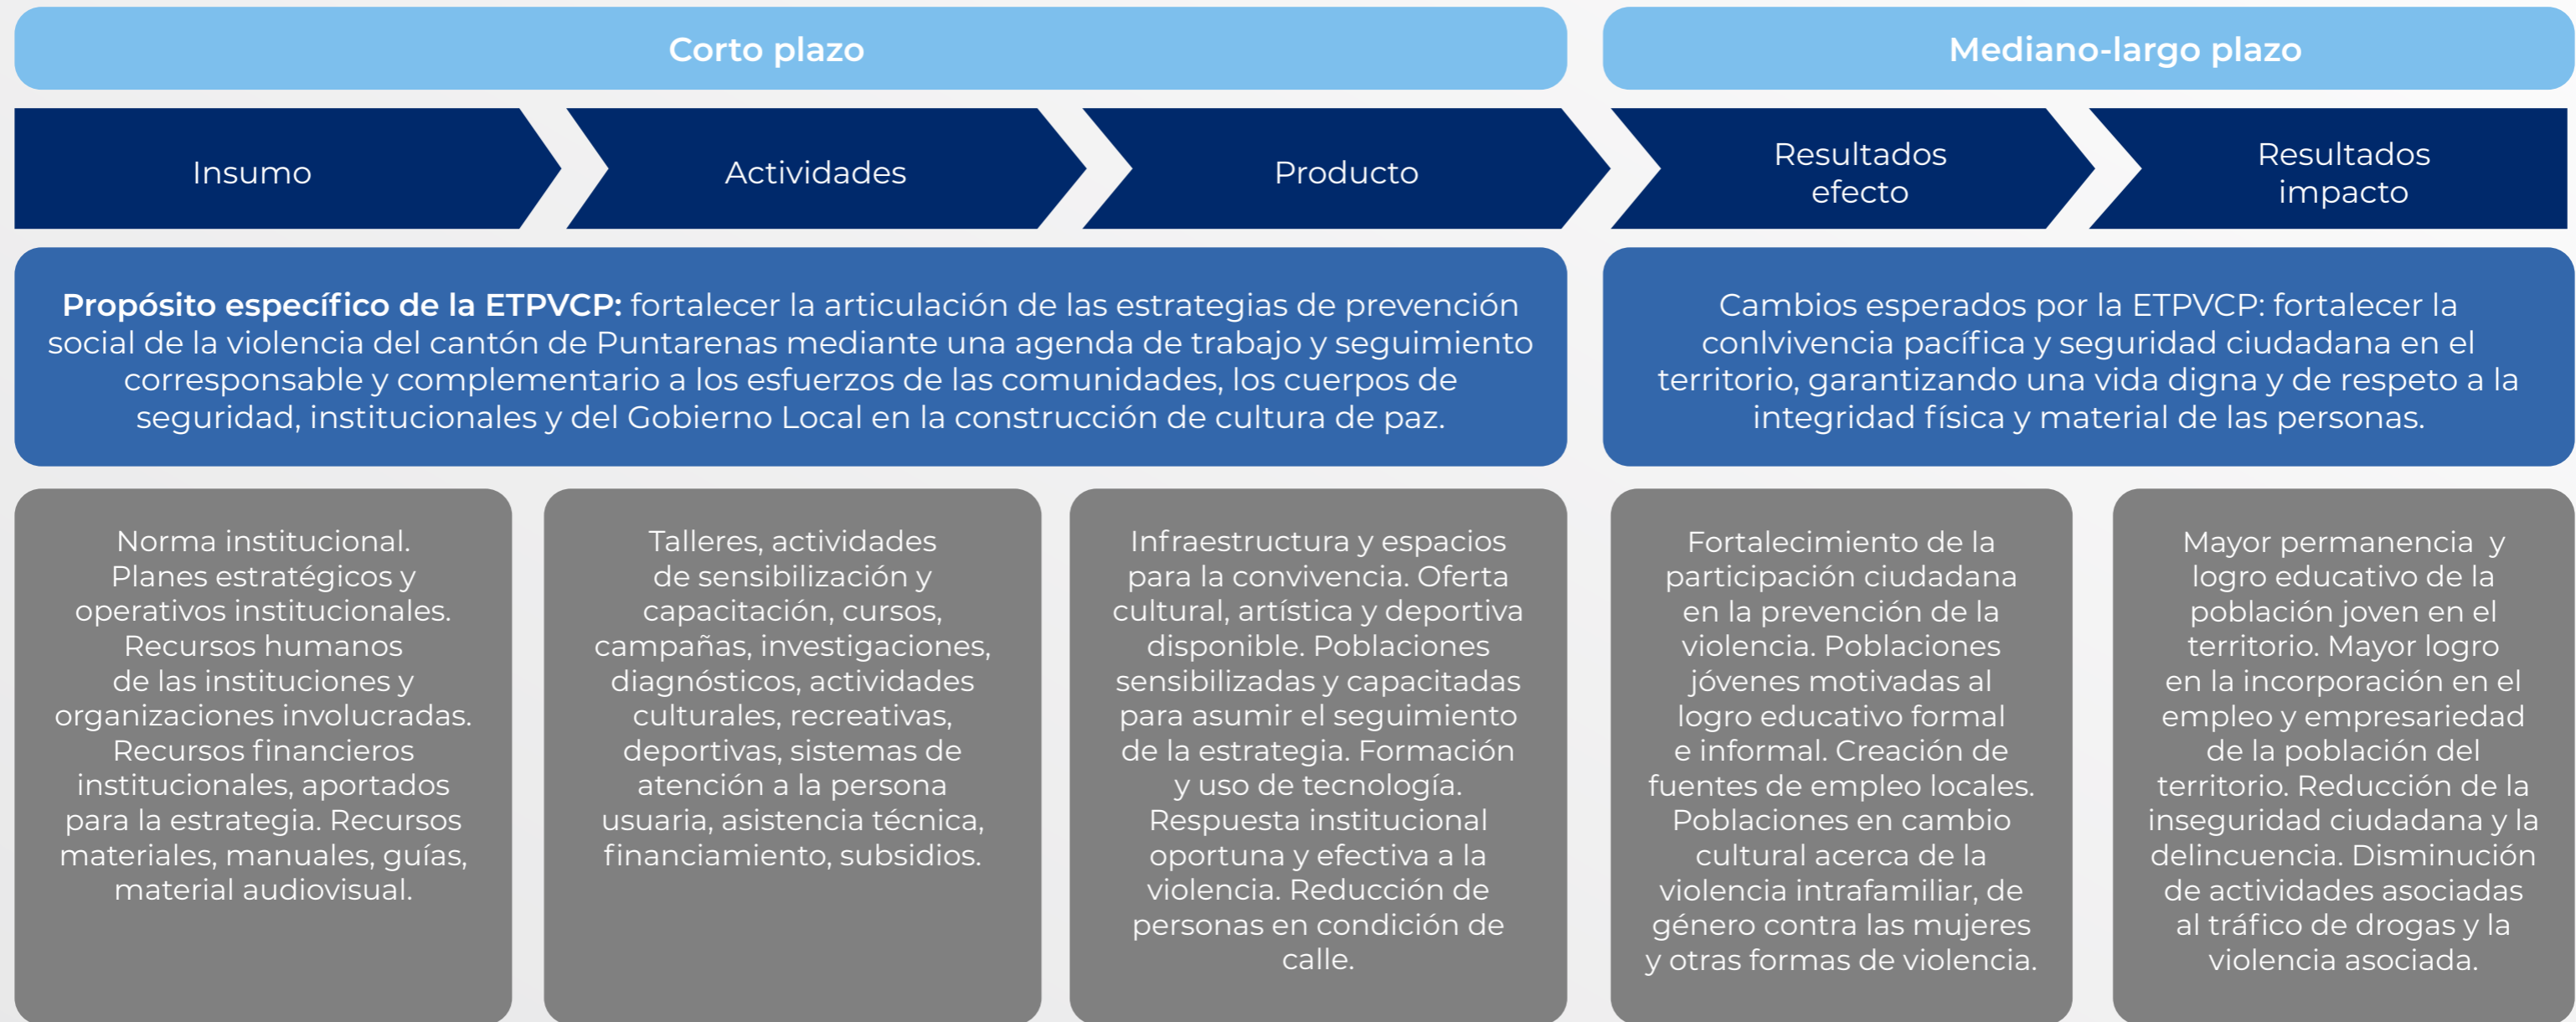 Corto plazo
Mediano-largo plazo
Insumo
Actividades
Producto
Resultados
efecto
Resultados
impacto
Propósito específico de la ETPVCP: fortalecer la articulación de las estrategias de prevención
social de la violencia del cantón de Puntarenas mediante una agenda de trabajo y seguimiento
corresponsable y complementario a los esfuerzos de las comunidades, los cuerpos de
seguridad, institucionales y del Gobierno Local en la construcción de cultura de paz.
Cambios esperados por la ETPVCP: fortalecer la
conlvivencia pacífica y seguridad ciudadana en el
territorio, garantizando una vida digna y de respeto a la
integridad física y material de las personas.
Norma institucional.
Planes estratégicos y
operativos institucionales.
Recursos humanos
de las instituciones y
organizaciones involucradas.
Recursos financieros
institucionales, aportados
para la estrategia. Recursos
materiales, manuales, guías,
material audiovisual.
Talleres, actividades
de sensibilización y
capacitación, cursos,
campañas, investigaciones,
diagnósticos, actividades
culturales, recreativas,
deportivas, sistemas de
atención a la persona
usuaria, asistencia técnica,
financiamiento, subsidios.
Infraestructura y espacios
para la convivencia. Oferta
cultural, artística y deportiva
disponible. Poblaciones
sensibilizadas y capacitadas
para asumir el seguimiento
de la estrategia. Formación
y uso de tecnología.
Respuesta institucional
oportuna y efectiva a la
violencia. Reducción de
personas en condición de
calle.
Fortalecimiento de la
participación ciudadana
en la prevención de la
violencia. Poblaciones
jóvenes motivadas al
logro educativo formal
e informal. Creación de
fuentes de empleo locales.
Poblaciones en cambio
cultural acerca de la
violencia intrafamiliar, de
género contra las mujeres
y otras formas de violencia.
Mayor permanencia y
logro educativo de la
población joven en el
territorio. Mayor logro
en la incorporación en el
empleo y empresariedad
de la población del
territorio. Reducción de la
inseguridad ciudadana y la
delincuencia. Disminución
de actividades asociadas
al tráfico de drogas y la
violencia asociada.